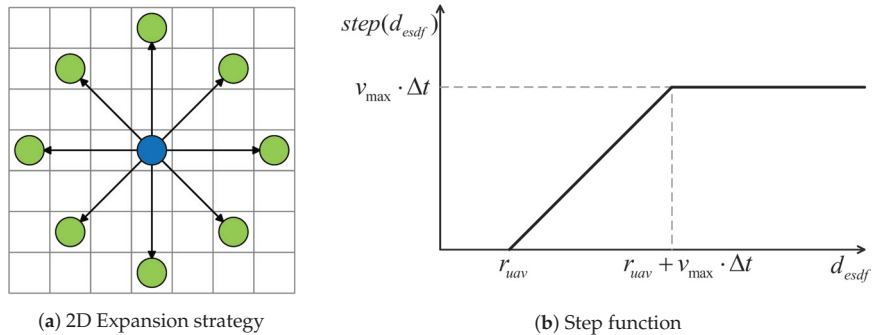 step(d_esdf)
v_max · Δt
r_uav
r_uav + v_max · Δt
d_esdf
(a) 2D Expansion strategy
(b) Step function